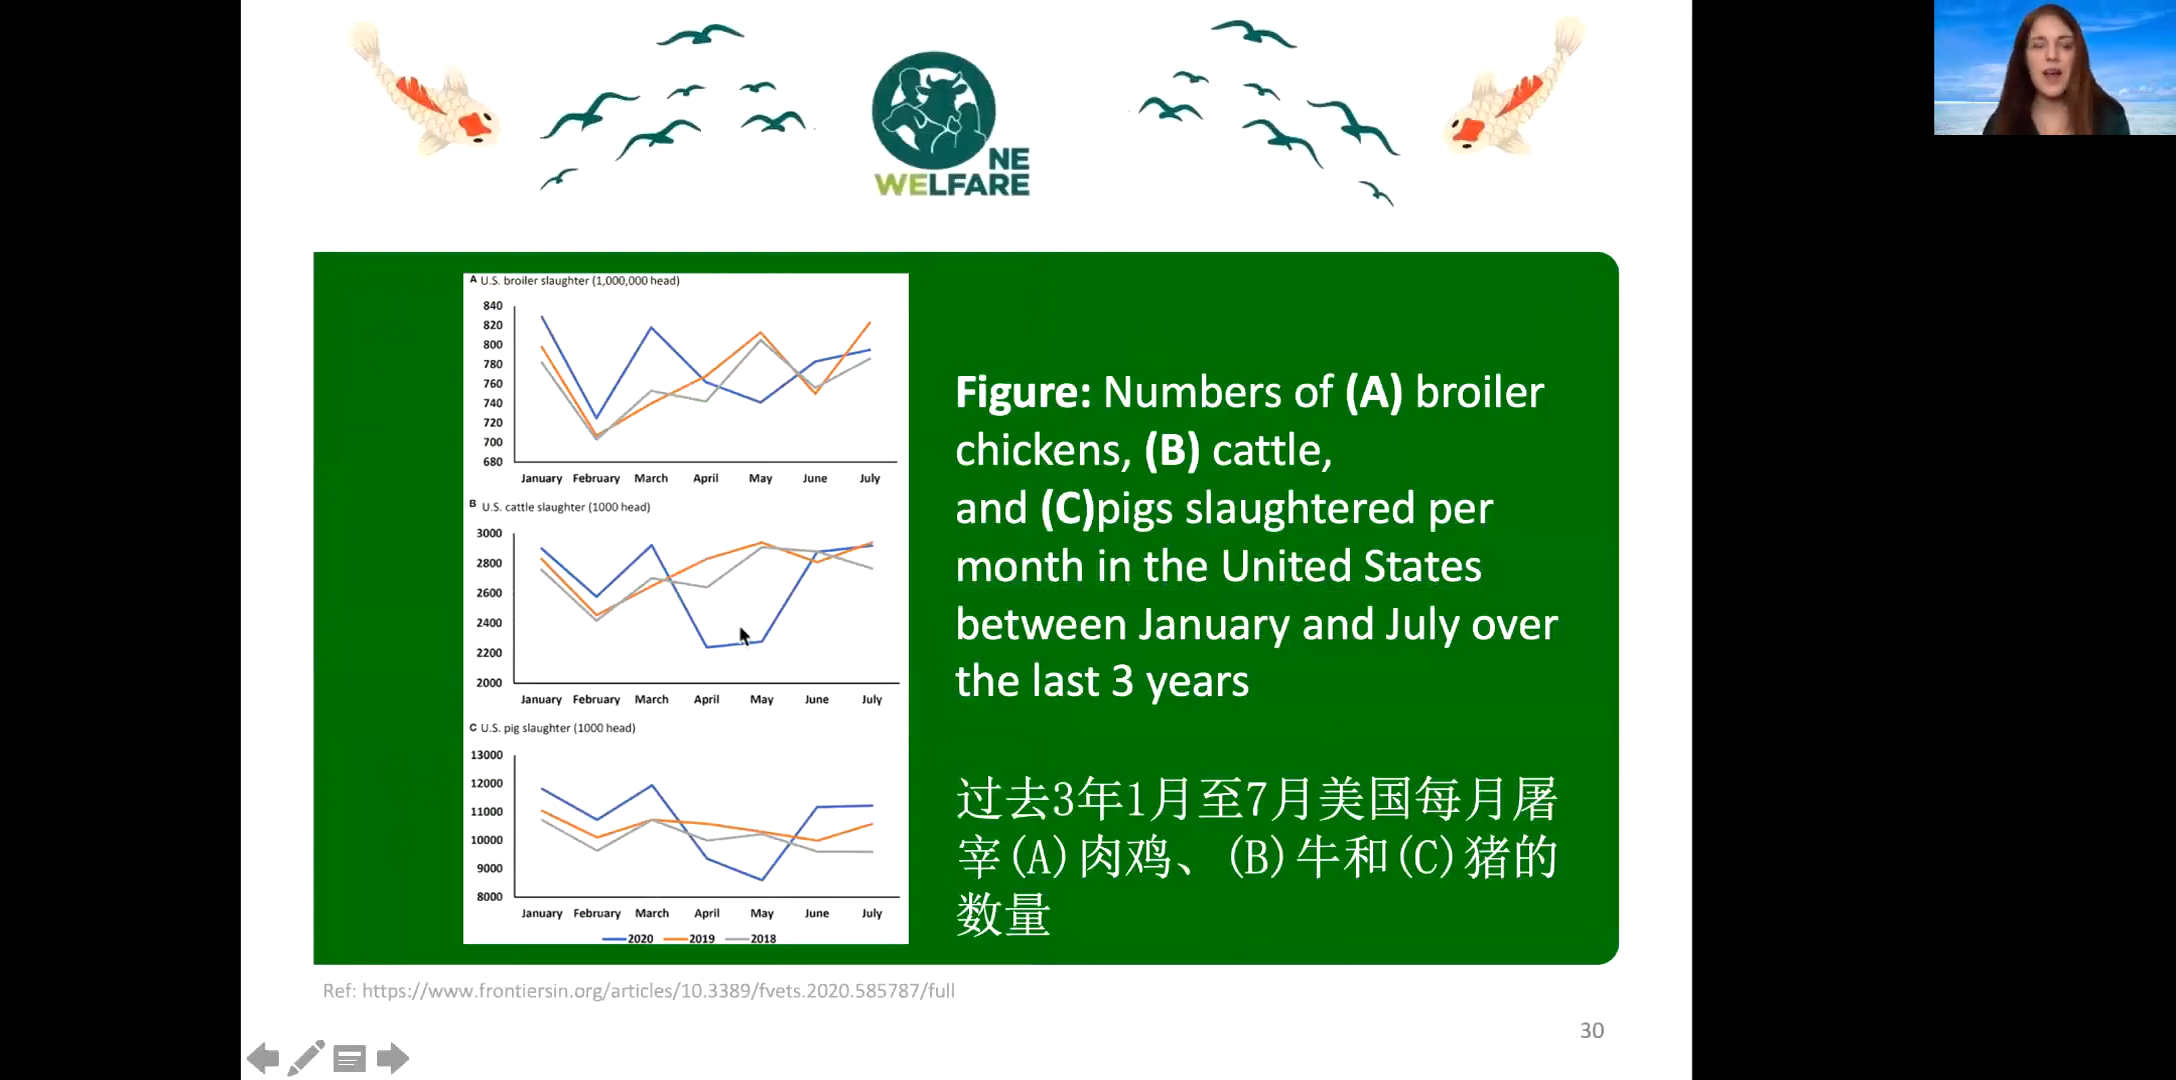 NE
WELFARE
A U.S. broiler slaughter (1,000,000 head)
840
820
800
780
760
740
720
700
680
January February March April May June July
B U.S. cattle slaughter (1000 head)
3000
2800
2600
2400
2200
2000
January February March April May June July
C U.S. pig slaughter (1000 head)
13000
12000
11000
10000
9000
8000
January February March April May June July
2020 2019 2018
Figure: Numbers of (A) broiler
chickens, (B) cattle,
and (C)pigs slaughtered per
month in the United States
between January and July over
the last 3 years
过去3年1月至7月美国每月屠
宰(A)肉鸡、(B)牛和(C)猪的
数量
Ref: https://www.frontiersin.org/articles/10.3389/fvets.2020.585787/full
30